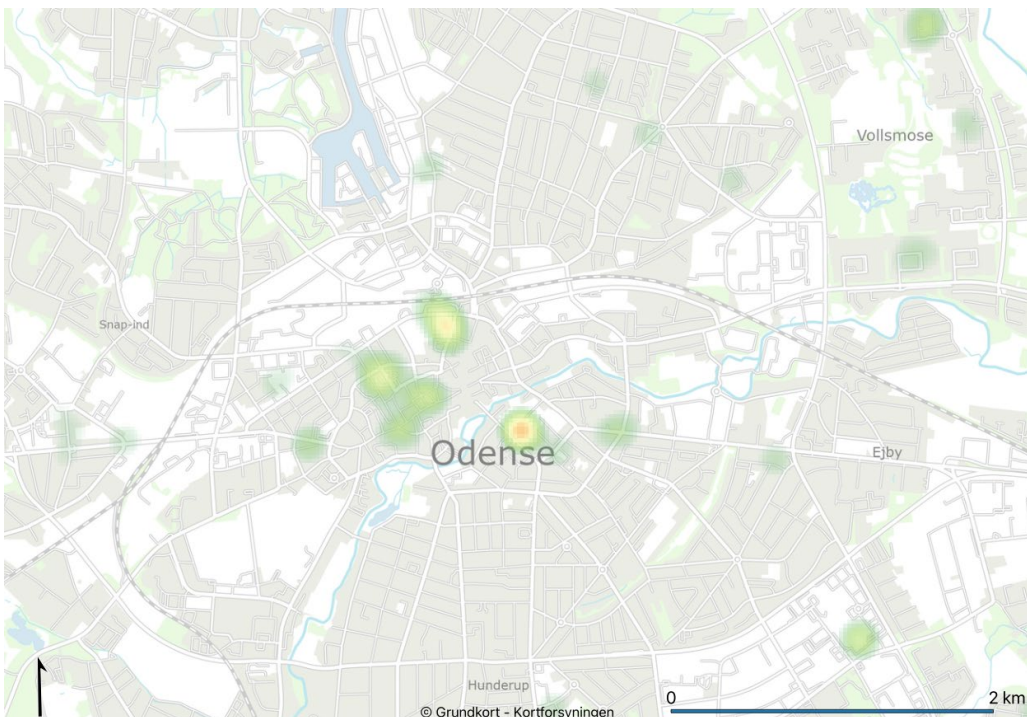 Vollsmose
Snap-ind
Odense
Ejby
Hunderup
© Grundkort - Kortforsyningen
0
2 km